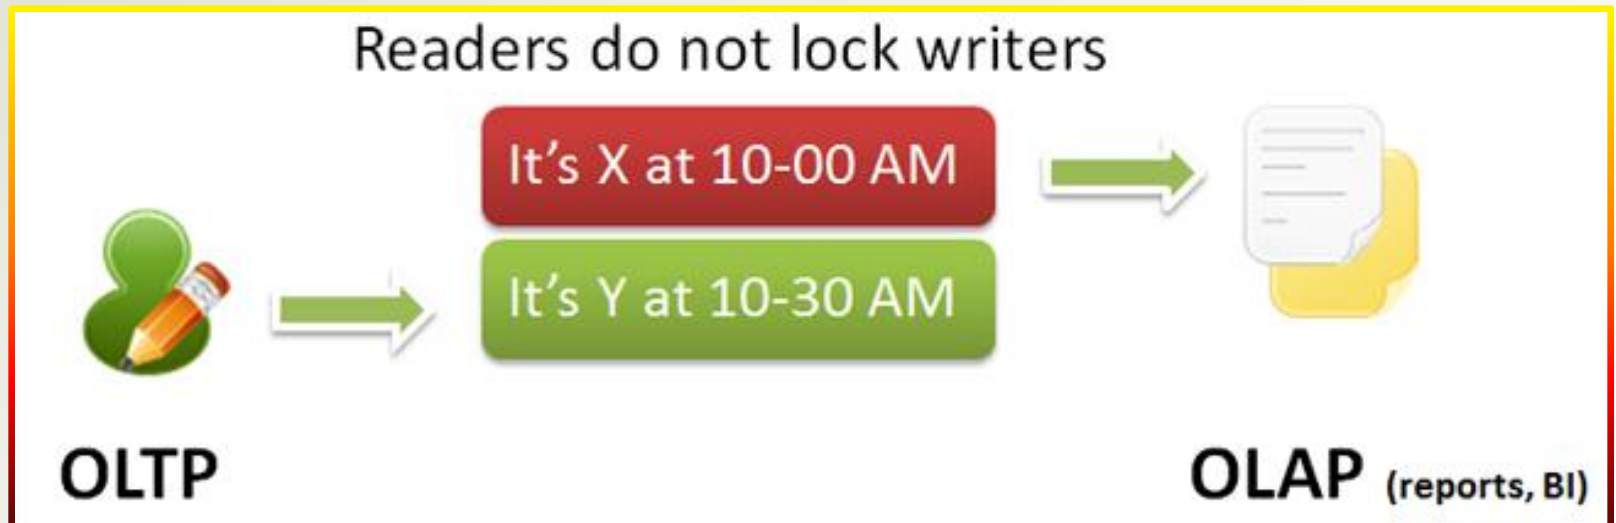 Readers do not lock writers
It's X at 10-00 AM
It's Y at 10-30 AM
OLTP
OLAP (reports, BI)